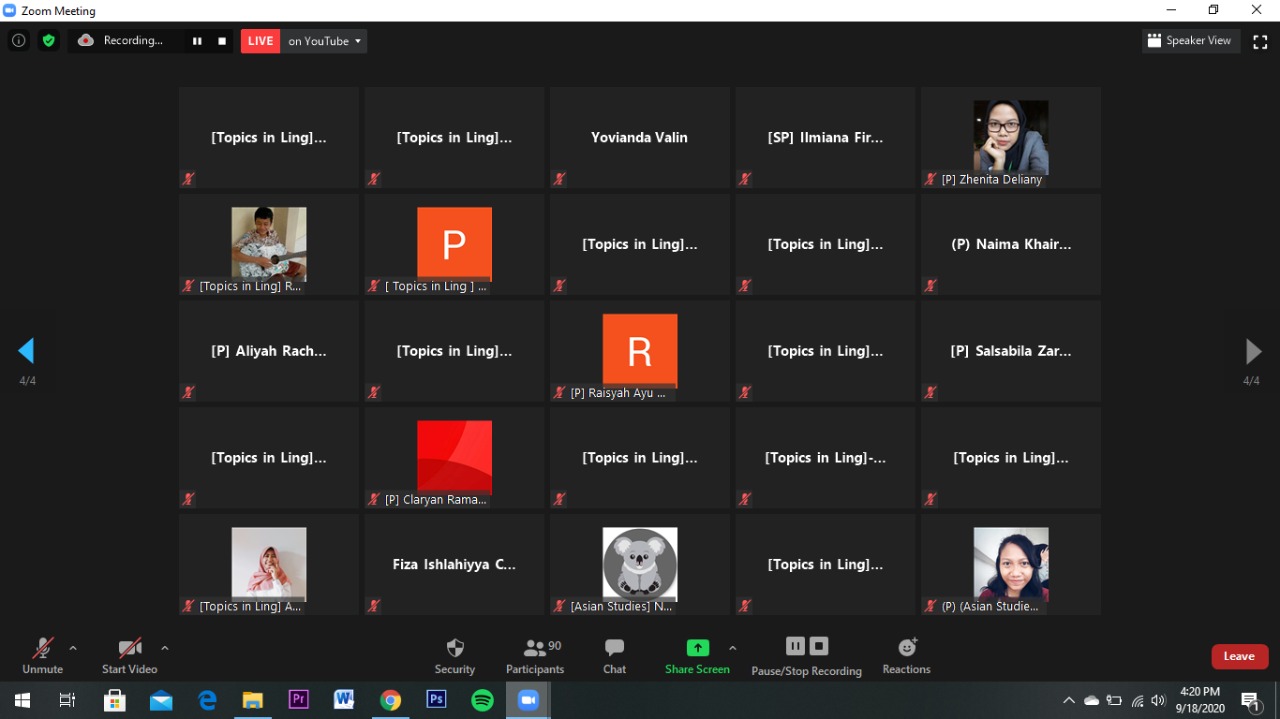 Zoom Meeting
Recording...
LIVE
on YouTube
Speaker View
[Topics in Ling]...
[Topics in Ling]...
Yovianda Valin
[SP] Ilmiana Fir...
[P] Zhenita Deliany
[Topics in Ling] R...
P
[ Topics in Ling ] ...
[Topics in Ling]...
[Topics in Ling]...
(P) Naima Khair...
4/4
[P] Aliyah Rach...
[Topics in Ling]...
R
[P] Raisyah Ayu ...
[Topics in Ling]...
[P] Salsabila Zar...
4/4
[Topics in Ling]...
[P] Claryan Rama...
[Topics in Ling]...
[Topics in Ling]-...
[Topics in Ling]...
[Topics in Ling] A...
Fiza Ishlahiyya C...
[Asian Studies] N...
[Topics in Ling]...
(P) (Asian Studie...
Unmute
Start Video
Security
90
Participants
Chat
Share Screen
Pause/Stop Recording
Reactions
Leave
Pr
W
Ps
4:20 PM
9/18/2020
1